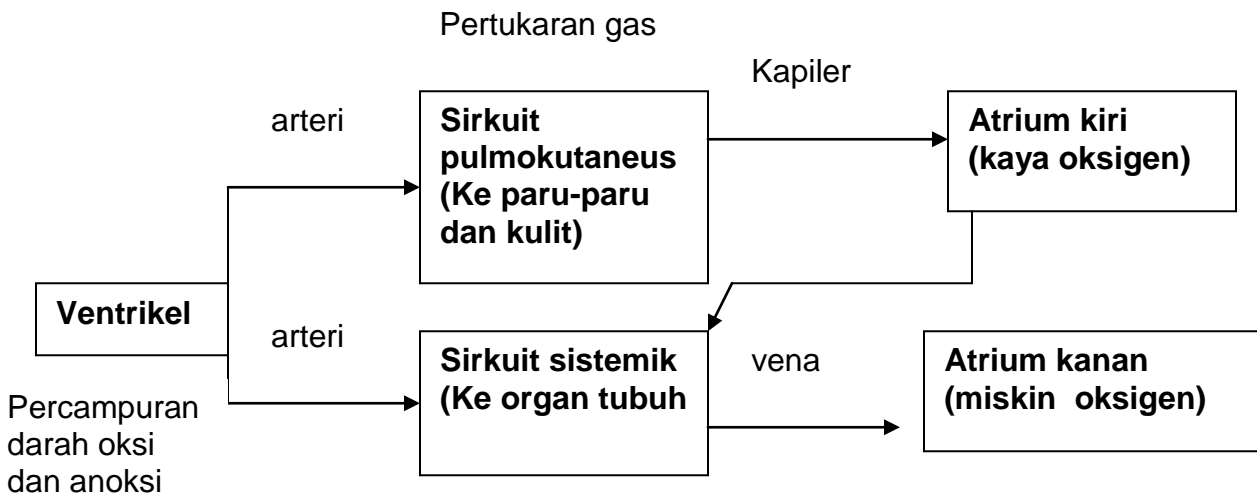 Pertukaran gas
Kapiler
arteri
Sirkuit
pulmokutaneus
(Ke paru-paru
dan kulit)
Atrium kiri
(kaya oksigen)
Ventrikel
arteri
Sirkuit sistemik
(Ke organ tubuh
vena
Atrium kanan
(miskin oksigen)
Percampuran
darah oksi
dan anoksi